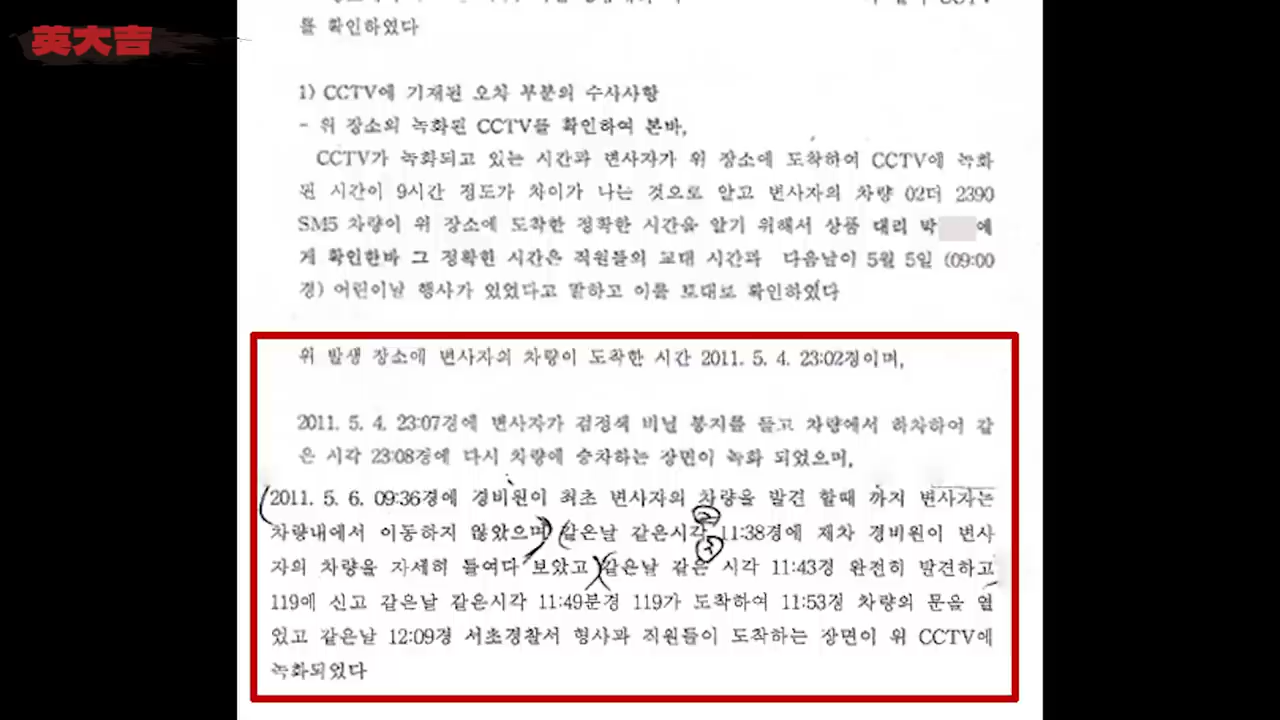 英大吉
를 확인하였다
1) CCTV에 기재된 오차 부분의 수사사항
- 위 장소의 녹화된 CCTV를 확인하여 본바,
CCTV가 녹화되고 있는 시간과 변사자가 위 장소에 도착하여 CCTV에 녹화
된 시간이 9시간 정도가 차이가 나는 것으로 알고 변사자의 차량 02더 2390
SM5 차량이 위 장소에 도착한 정확한 시간을 알기 위해서 상품 대리 박 에
게 확인한바 그 정확한 시간은 직원들의 교대 시간과 다음날이 5월 5일 (09:00
경) 어린이날 행사가 있었다고 말하고 이를 토대로 확인하였다
위 발생 장소에 변사자의 차량이 도착한 시간 2011. 5. 4. 23:02경이며,
2011. 5. 4. 23:07경에 변사자가 검정색 비닐 봉지를 들고 차량에서 하차하여 같
은 시각 23:08경에 다시 차량에 승차하는 장면이 녹화 되었으며,
2011. 5. 6. 09:36경에 경비원이 최초 변사자의 차량을 발견 할때 까지 변사자는
차량내에서 이동하지 않았으며 같은날 같은시각 11:38경에 재차 경비원이 변사
자의 차량을 자세히 들여다 보았고 같은날 같은 시각 11:43경 완전히 발견하고
119에 신고 같은날 같은시각 11:49분경 119가 도착하여 11:53경 차량의 문을 열
었고 같은날 12:09경 서초경찰서 형사과 직원들이 도착하는 장면이 위 CCTV에
녹화되었다